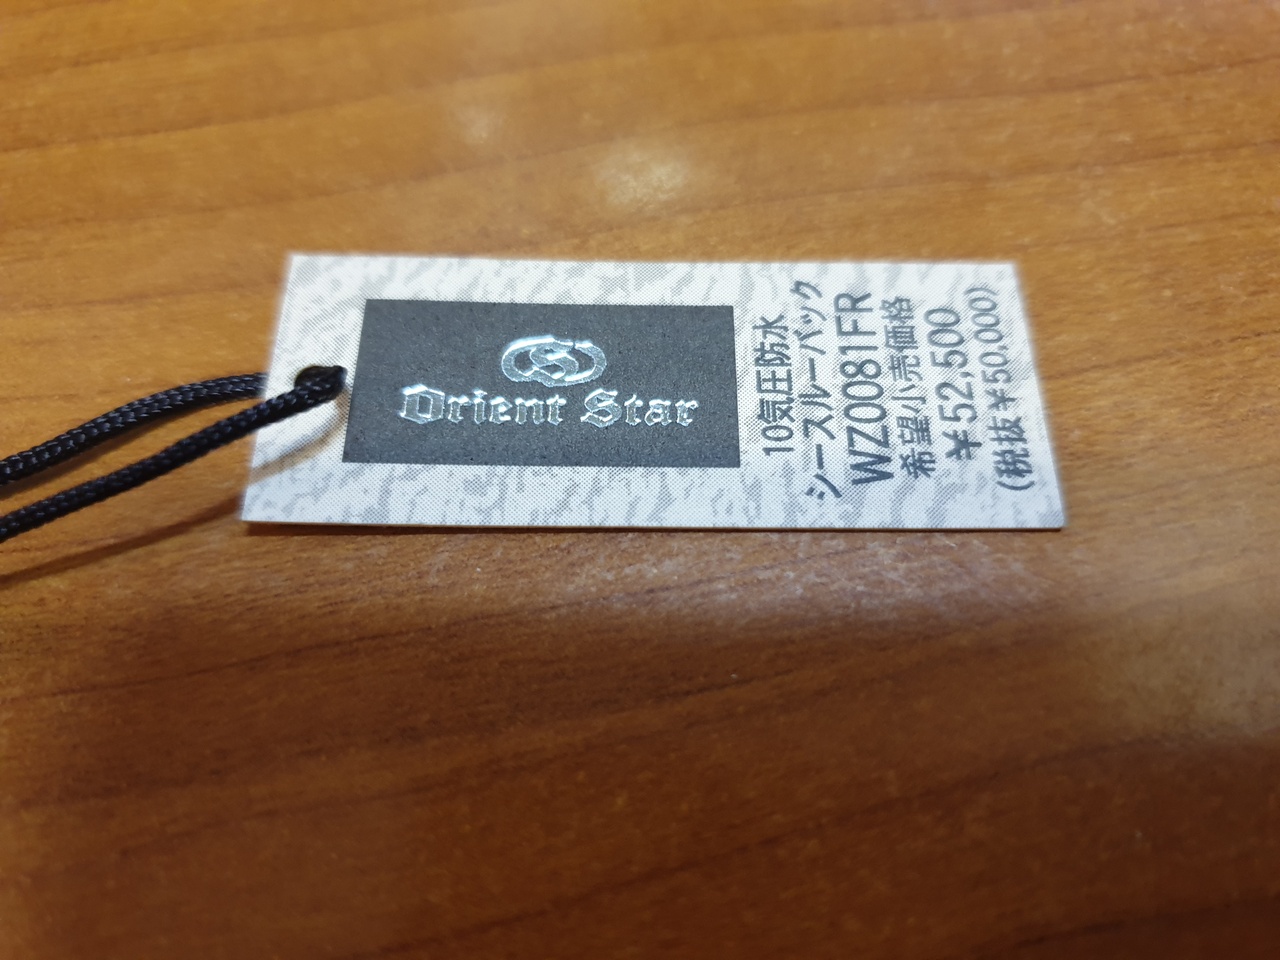 Orient Star
10気圧防水
シースルーバック
WZ0081FR
希望小売価格
¥52,500
(税抜¥50,000)